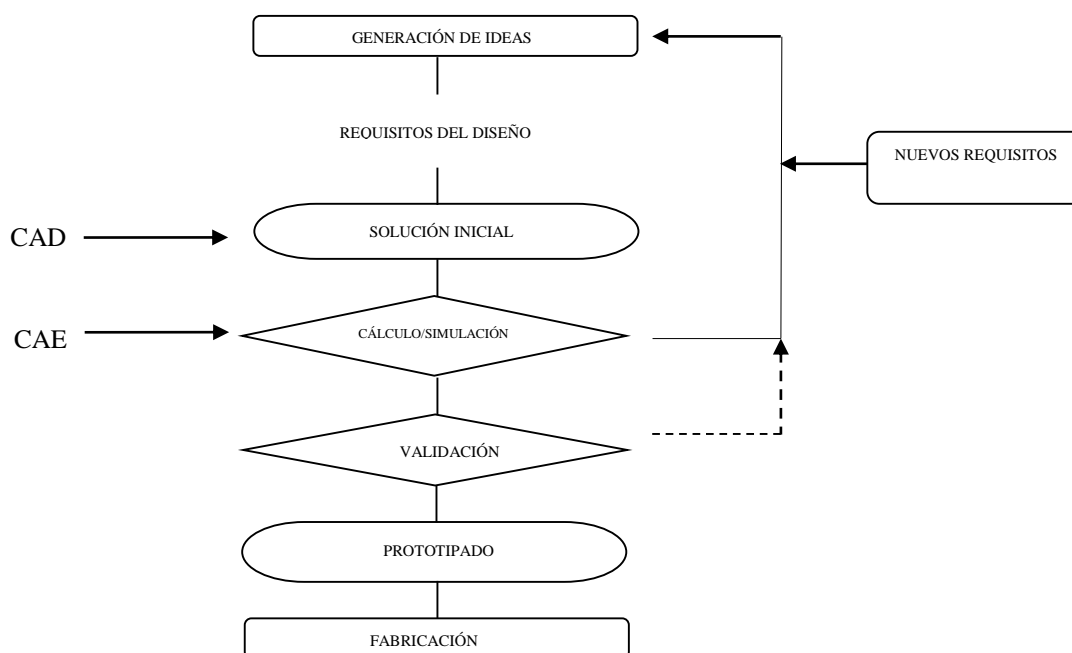 GENERACIÓN DE IDEAS
REQUISITOS DEL DISEÑO
NUEVOS REQUISITOS
CAD
SOLUCIÓN INICIAL
CAE
CÁLCULO/SIMULACIÓN
VALIDACIÓN
PROTOTIPADO
FABRICACIÓN